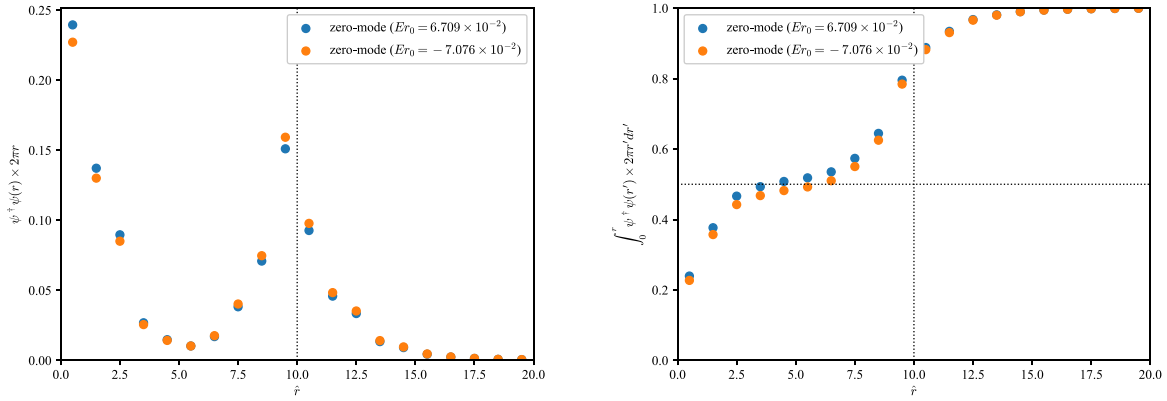 zero-mode (Er₀ = 6.709 × 10⁻²)
zero-mode (Er₀ = − 7.076 × 10⁻²)
ψ†ψ(r) × 2πr
0.25
0.20
0.15
0.10
0.05
0.00
0.0 2.5 5.0 7.5 10.0 12.5 15.0 17.5 20.0
r̂
zero-mode (Er₀ = 6.709 × 10⁻²)
zero-mode (Er₀ = − 7.076 × 10⁻²)
∫₀ʳ ψ†ψ(r′) × 2πr′dr′
1.0
0.8
0.6
0.4
0.2
0.0
0.0 2.5 5.0 7.5 10.0 12.5 15.0 17.5 20.0
r̂